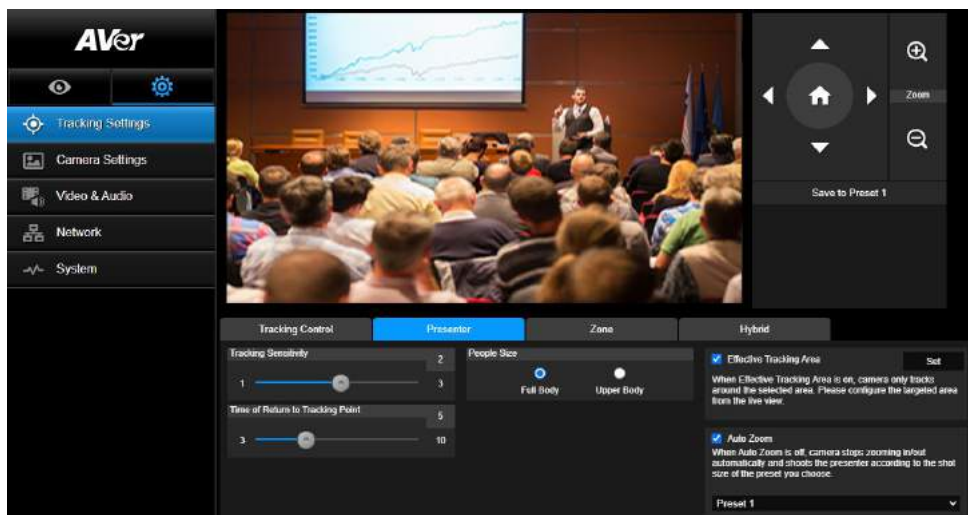 AVer
Tracking Settings
Camera Settings
Video & Audio
Network
System
Zoom
Save to Preset 1
Tracking Control
Presenter
Zone
Hybrid
Tracking Sensitivity
2
1
3
Time of Return to Tracking Point
5
3
10
People Size
Full Body
Upper Body
Effective Tracking Area
Set
When Effective Tracking Area is on, camera only tracks
around the selected area. Please configure the targeted area
from the live view.
Auto Zoom
When Auto Zoom is off, camera stops zooming in/out
automatically and shoots the presenter according to the shot
size of the preset you choose.
Preset 1